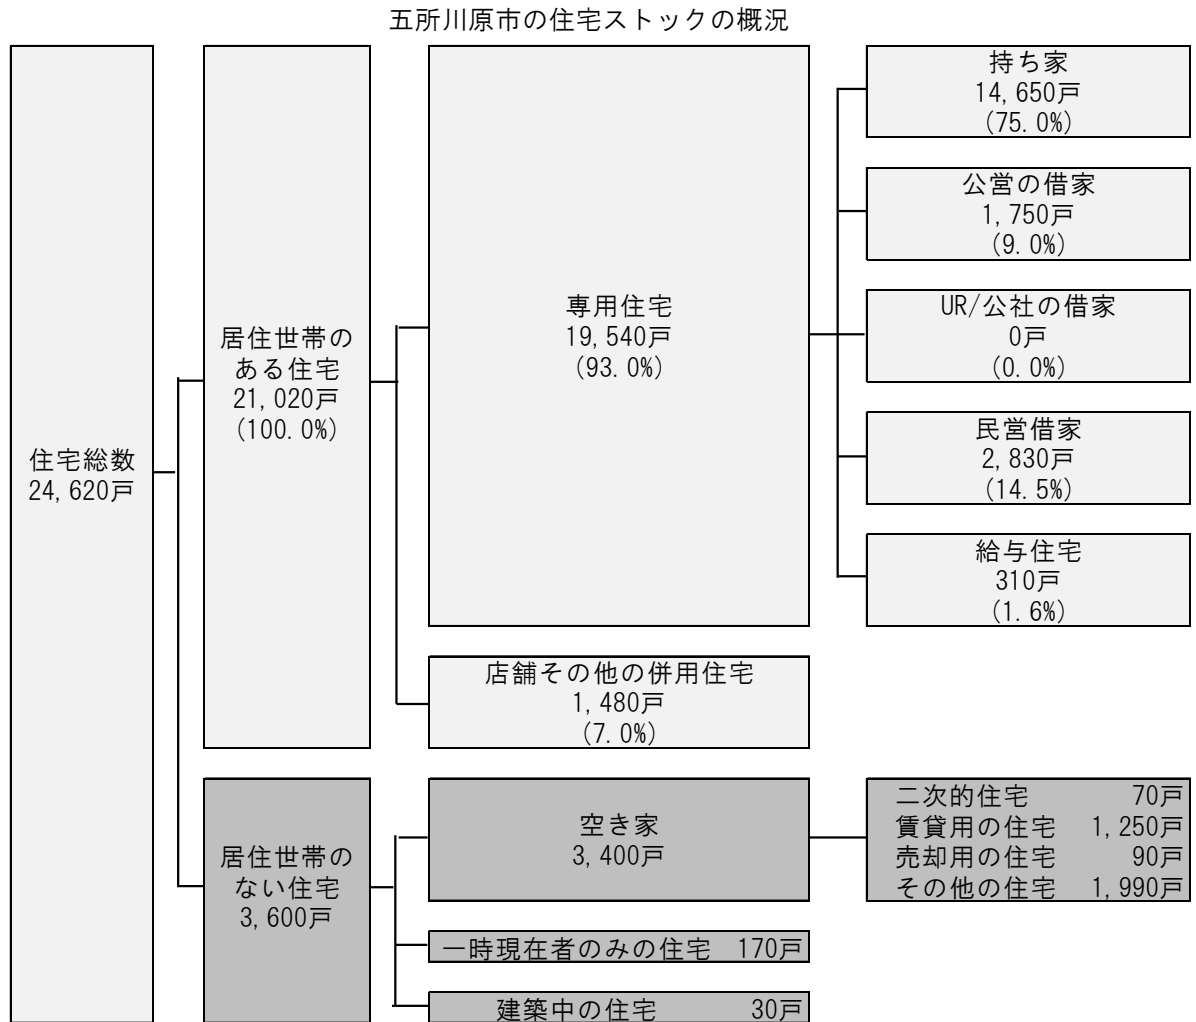 五所川原市の住宅ストックの概況
住宅総数
24,620戸
居住世帯の
ある住宅
21,020戸
(100.0%)
専用住宅
19,540戸
(93.0%)
持ち家
14,650戸
(75.0%)
公営の借家
1,750戸
(9.0%)
UR/公社の借家
0戸
(0.0%)
民営借家
2,830戸
(14.5%)
給与住宅
310戸
(1.6%)
店舗その他の併用住宅
1,480戸
(7.0%)
居住世帯の
ない住宅
3,600戸
空き家
3,400戸
二次的住宅 70戸
賃貸用の住宅 1,250戸
売却用の住宅 90戸
その他の住宅 1,990戸
一時現在者のみの住宅 170戸
建築中の住宅 30戸